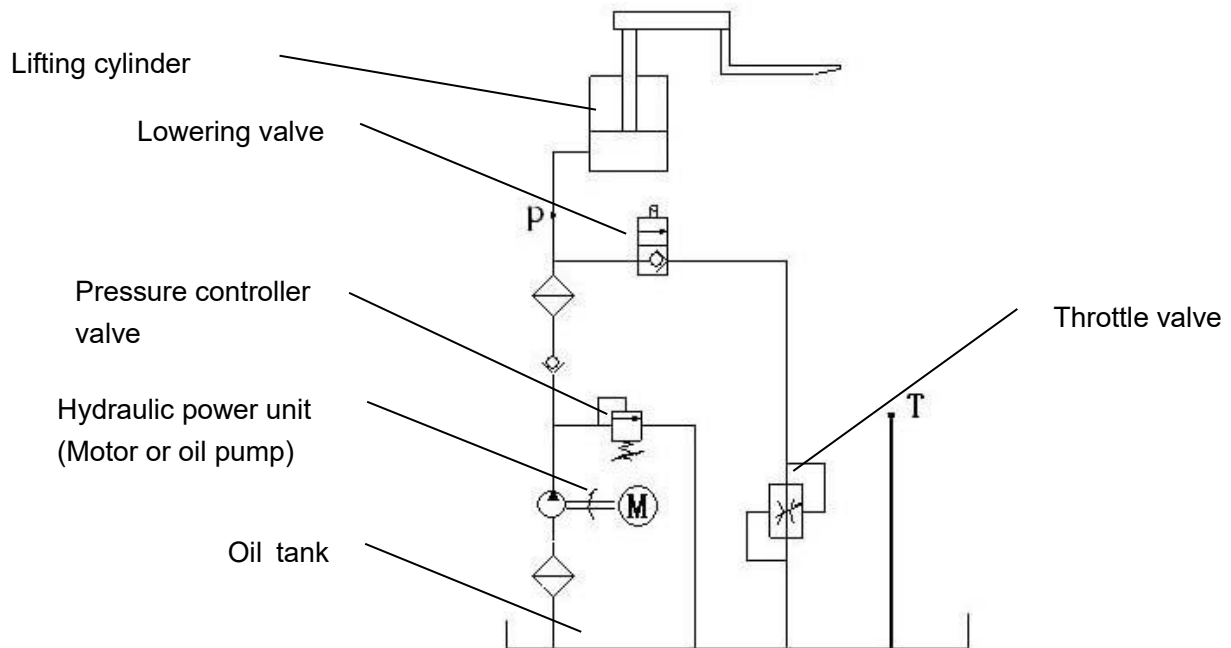 Lifting cylinder
Lowering valve
p
Pressure controller
valve
Throttle valve
Hydraulic power unit
(Motor or oil pump)
T
M
Oil tank